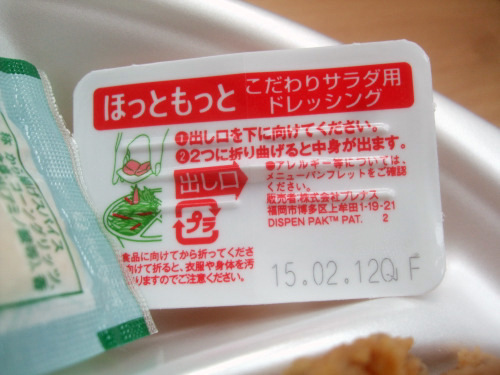 ほっともっと
こだわりサラダ用
ドレッシング
❶出し口を下に向けてください。
❷2つに折り曲げると中身が出ます。
●アレルギー等については、
メニューパンフレットをご確認
ください。
販売者:株式会社プレナス
福岡市博多区上牟田1-19-21
DISPEN PAK™ PAT. 2
出し口
プラ
食品に向けてから折ってくださ
向けて折ると、衣服や身体を汚
りますのでご注意ください。
15.02.12
F